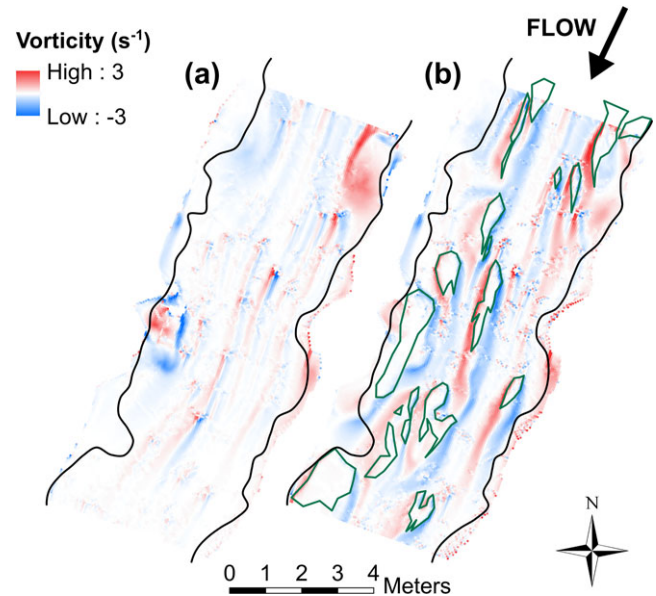 FLOW
Vorticity (s⁻¹)
High : 3
Low : -3
(a)
(b)
N
0 1 2 3 4
Meters